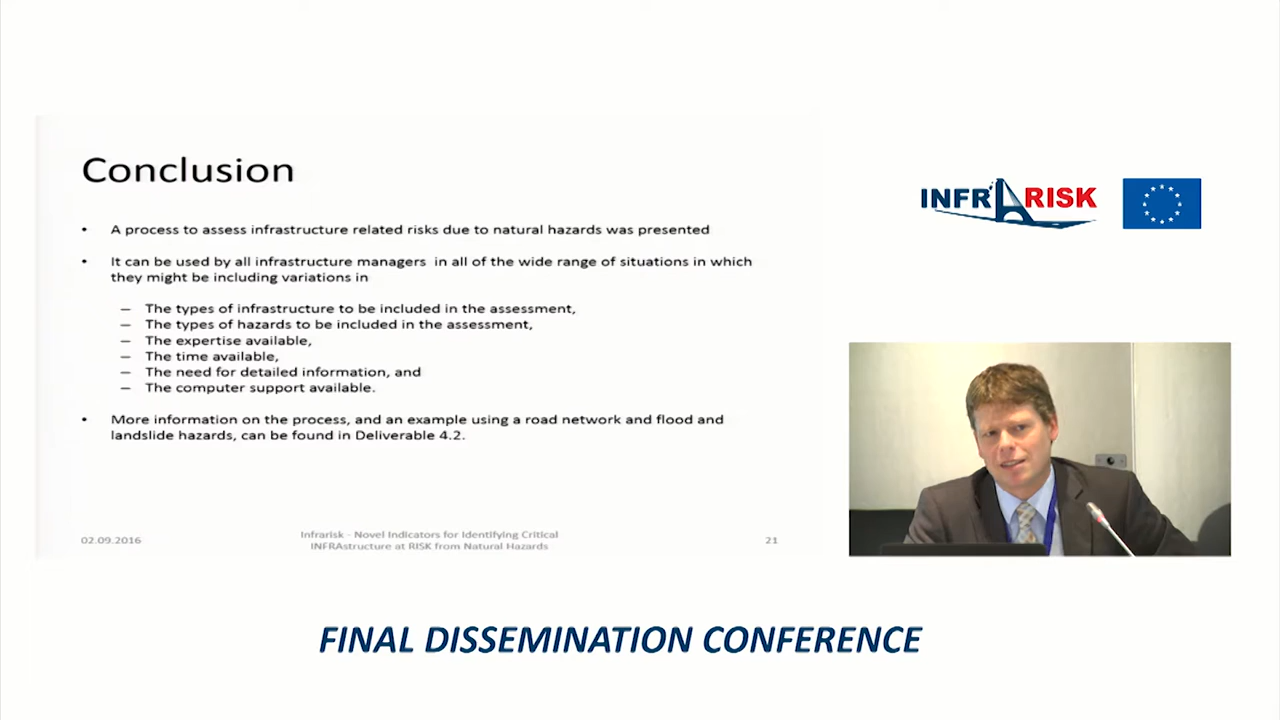 Conclusion
• A process to assess infrastructure related risks due to natural hazards was presented
• It can be used by all infrastructure managers in all of the wide range of situations in which
they might be including variations in
– The types of infrastructure to be included in the assessment,
– The types of hazards to be included in the assessment,
– The expertise available,
– The time available,
– The need for detailed information, and
– The computer support available.
• More information on the process, and an example using a road network and flood and
landslide hazards, can be found in Deliverable 4.2.
02.09.2016
Infrarisk - Novel Indicators for Identifying Critical
INFRAstructure at RISK from Natural Hazards
21
INFRARISK
FINAL DISSEMINATION CONFERENCE